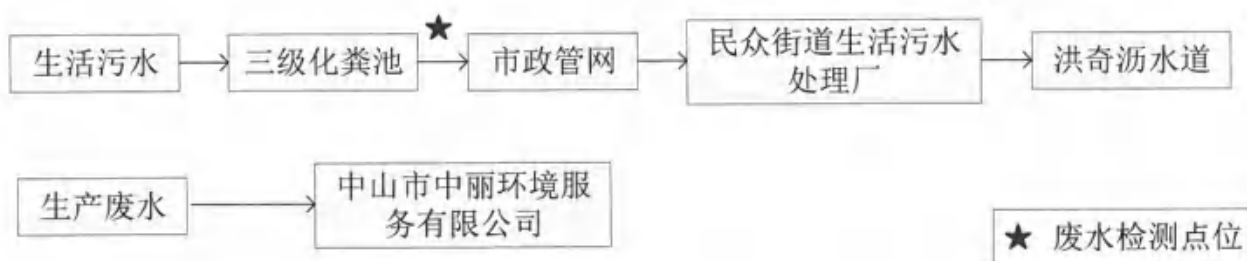 生活污水
三级化粪池
市政管网
民众街道生活污水
处理厂
洪奇沥水道
生产废水
中山市中丽环境服
务有限公司
★ 废水检测点位